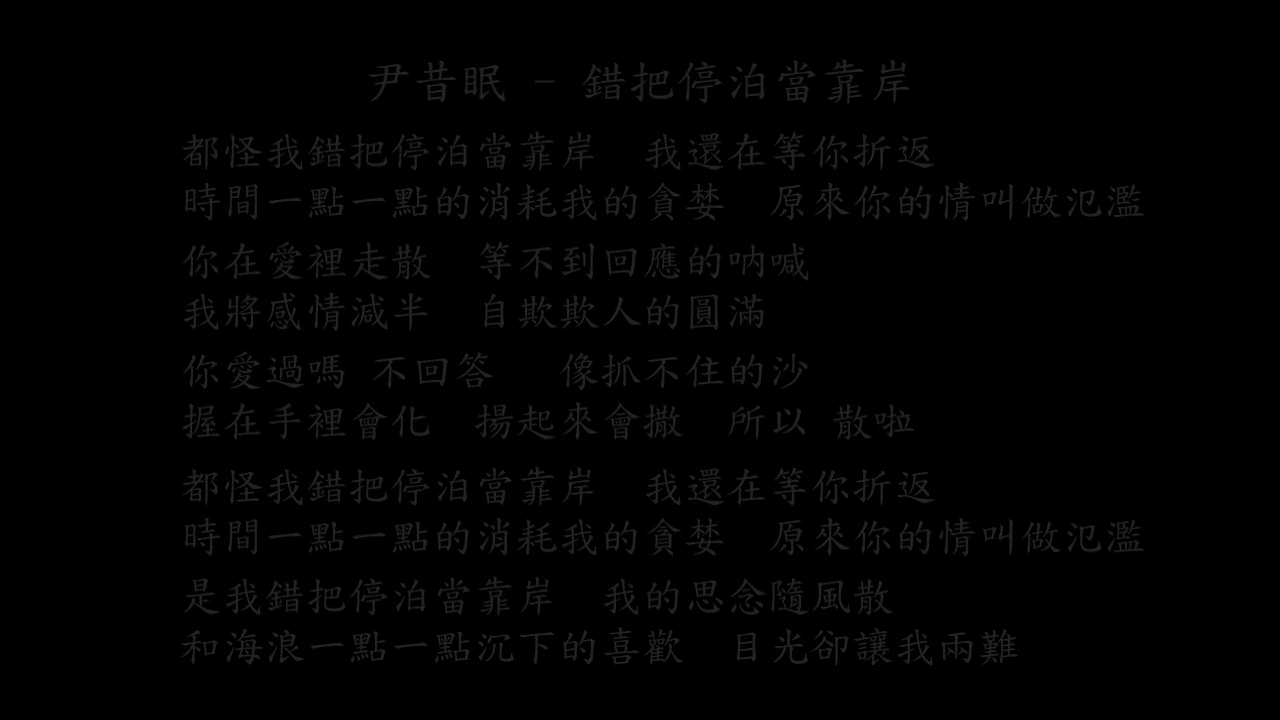 尹昔眠 - 錯把停泊當靠岸
都怪我錯把停泊當靠岸　我還在等你折返
時間一點一點的消耗我的貪婪　原來你的情叫做氾濫
你在愛裡走散　等不到回應的吶喊
我將感情減半　自欺欺人的圓滿
你愛過嗎 不回答　像抓不住的沙
握在手裡會化　揚起來會撒　所以 散啦
都怪我錯把停泊當靠岸　我還在等你折返
時間一點一點的消耗我的貪婪　原來你的情叫做氾濫
是我錯把停泊當靠岸　我的思念隨風散
和海浪一點一點沉下的喜歡　目光卻讓我兩難